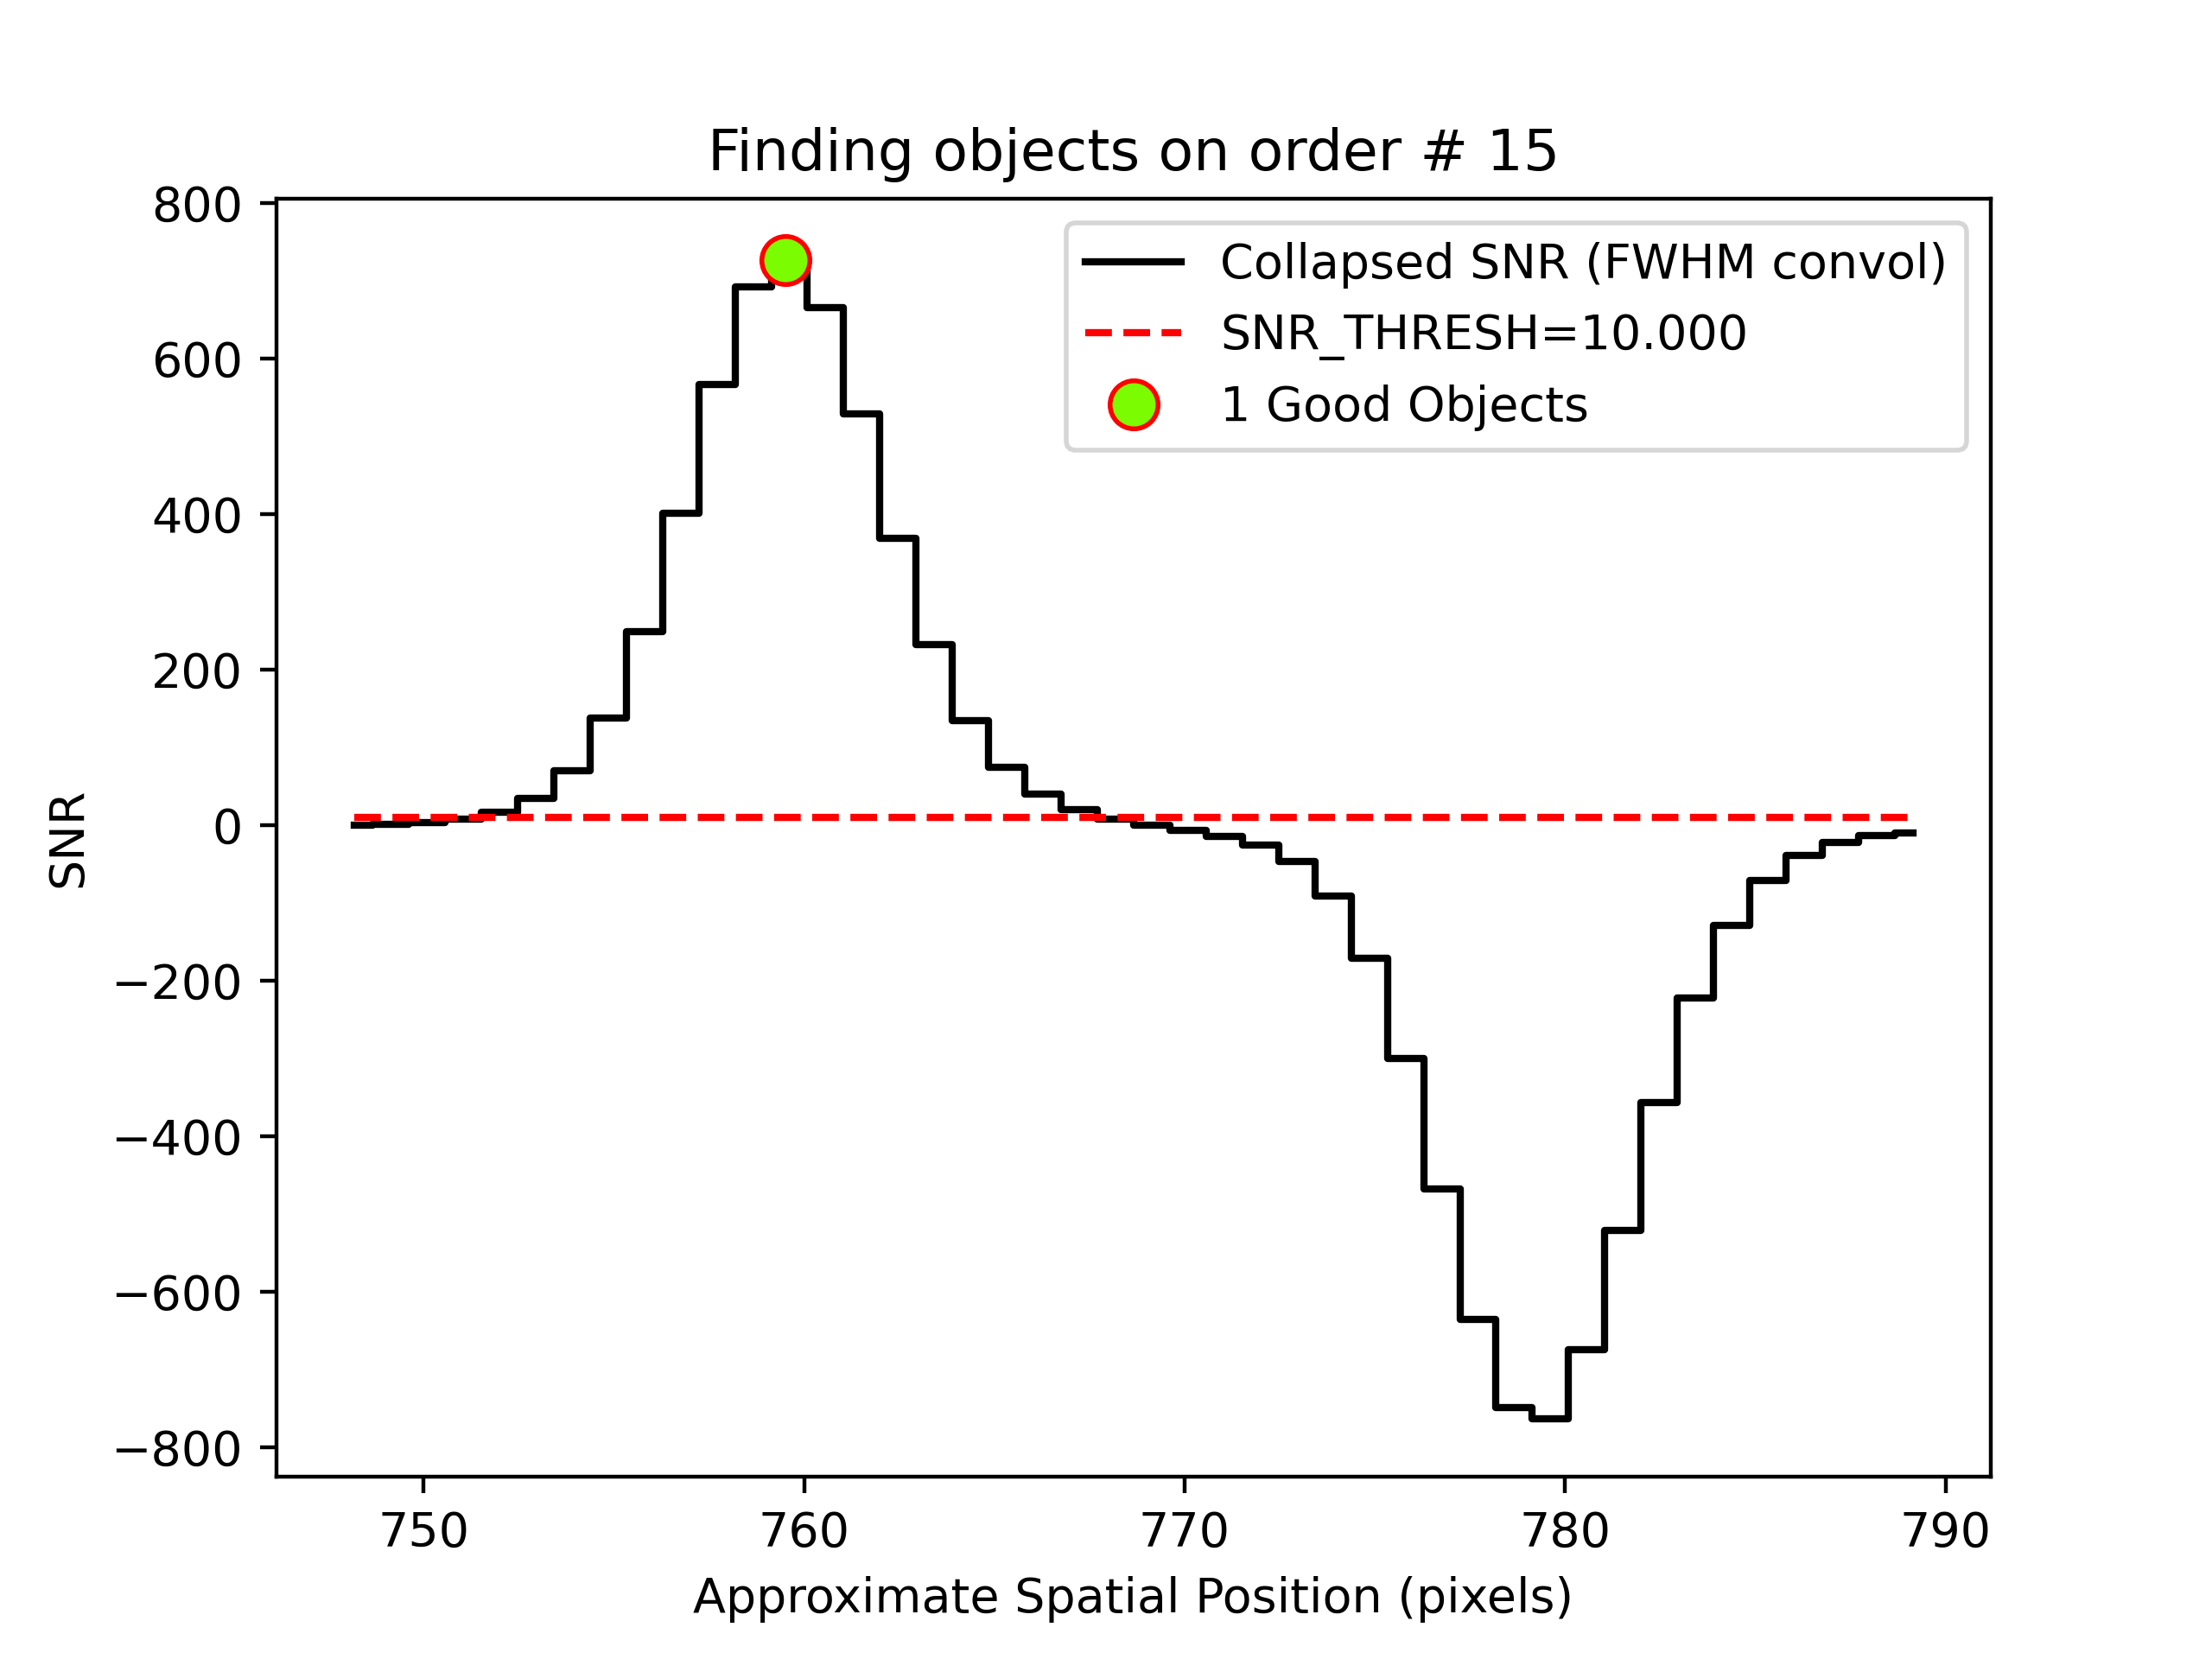 Finding objects on order # 15
800
600
400
200
0
−200
−400
−600
−800
SNR
Collapsed SNR (FWHM convol)
SNR_THRESH=10.000
1 Good Objects
750 760 770 780 790
Approximate Spatial Position (pixels)